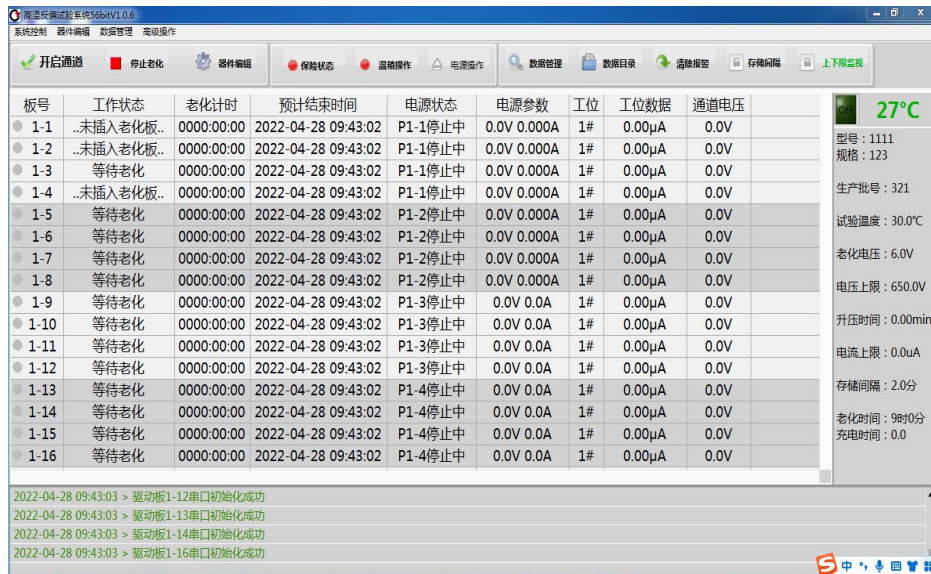 高温反偏试验系统56bitV1.0.6
系统控制 器件编辑 数据管理 高级操作
开启通道 停止老化 器件编辑 保险状态 温箱操作 电源操作 数据管理 数据目录 清除报警 存储间隔 上下限监视
板号 工作状态 老化计时 预计结束时间 电源状态 电源参数 工位 工位数据 通道电压
1-1 ..未插入老化板.. 0000:00:00 2022-04-28 09:43:02 P1-1停止中 0.0V 0.000A 1# 0.00μA 0.0V
1-2 ..未插入老化板.. 0000:00:00 2022-04-28 09:43:02 P1-1停止中 0.0V 0.000A 1# 0.00μA 0.0V
1-3 等待老化 0000:00:00 2022-04-28 09:43:02 P1-1停止中 0.0V 0.000A 1# 0.00μA 0.0V
1-4 ..未插入老化板.. 0000:00:00 2022-04-28 09:43:02 P1-1停止中 0.0V 0.000A 1# 0.00μA 0.0V
1-5 等待老化 0000:00:00 2022-04-28 09:43:02 P1-2停止中 0.0V 0.000A 1# 0.00μA 0.0V
1-6 等待老化 0000:00:00 2022-04-28 09:43:02 P1-2停止中 0.0V 0.000A 1# 0.00μA 0.0V
1-7 等待老化 0000:00:00 2022-04-28 09:43:02 P1-2停止中 0.0V 0.000A 1# 0.00μA 0.0V
1-8 等待老化 0000:00:00 2022-04-28 09:43:02 P1-2停止中 0.0V 0.000A 1# 0.00μA 0.0V
1-9 等待老化 0000:00:00 2022-04-28 09:43:02 P1-3停止中 0.0V 0.0A 1# 0.00μA 0.0V
1-10 等待老化 0000:00:00 2022-04-28 09:43:02 P1-3停止中 0.0V 0.0A 1# 0.00μA 0.0V
1-11 等待老化 0000:00:00 2022-04-28 09:43:02 P1-3停止中 0.0V 0.0A 1# 0.00μA 0.0V
1-12 等待老化 0000:00:00 2022-04-28 09:43:02 P1-3停止中 0.0V 0.0A 1# 0.00μA 0.0V
1-13 等待老化 0000:00:00 2022-04-28 09:43:02 P1-4停止中 0.0V 0.0A 1# 0.00μA 0.0V
1-14 等待老化 0000:00:00 2022-04-28 09:43:02 P1-4停止中 0.0V 0.0A 1# 0.00μA 0.0V
1-15 等待老化 0000:00:00 2022-04-28 09:43:02 P1-4停止中 0.0V 0.0A 1# 0.00μA 0.0V
1-16 等待老化 0000:00:00 2022-04-28 09:43:02 P1-4停止中 0.0V 0.0A 1# 0.00μA 0.0V
OFF 27°C
型号：1111
规格：123
生产批号：321
试验温度：30.0℃
老化电压：6.0V
电压上限：650.0V
升压时间：0.00min
电流上限：0.0uA
存储间隔：2.0分
老化时间：9时0分
充电时间：0.0
2022-04-28 09:43:03 > 驱动板1-12串口初始化成功
2022-04-28 09:43:03 > 驱动板1-13串口初始化成功
2022-04-28 09:43:03 > 驱动板1-14串口初始化成功
2022-04-28 09:43:03 > 驱动板1-16串口初始化成功
S 中